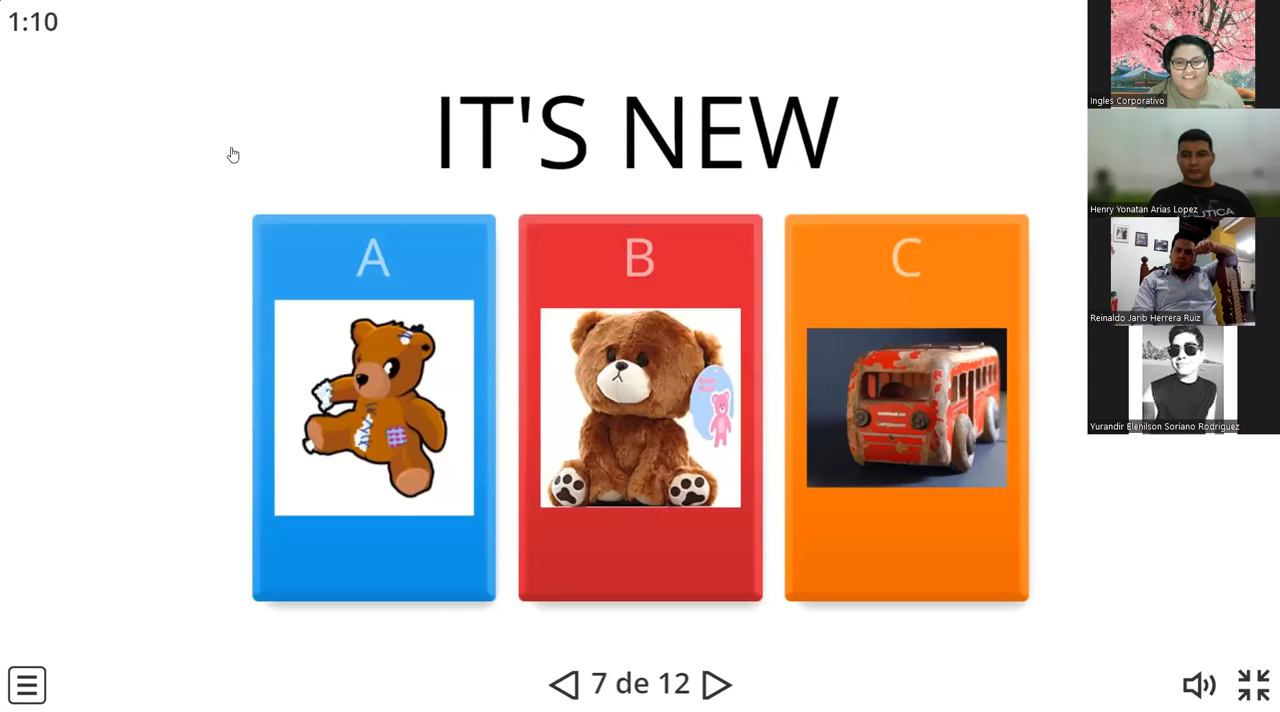 1:10
IT'S NEW
A
B
C
7 de 12
Ingles Corporativo
Henry Yonatan Arias Lopez
NAUTICA
Reinaldo Jarib Herrera Ruiz
Yurandir Elenilson Soriano Rodriguez